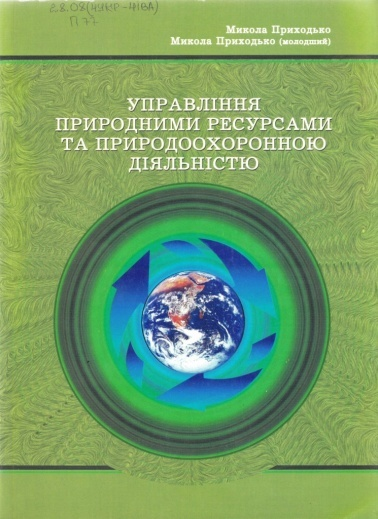 Микола Приходько
Микола Приходько (молодший)
УПРАВЛІННЯ
ПРИРОДНИМИ РЕСУРСАМИ
ТА ПРИРОДООХОРОННОЮ
ДІЯЛЬНІСТЮ